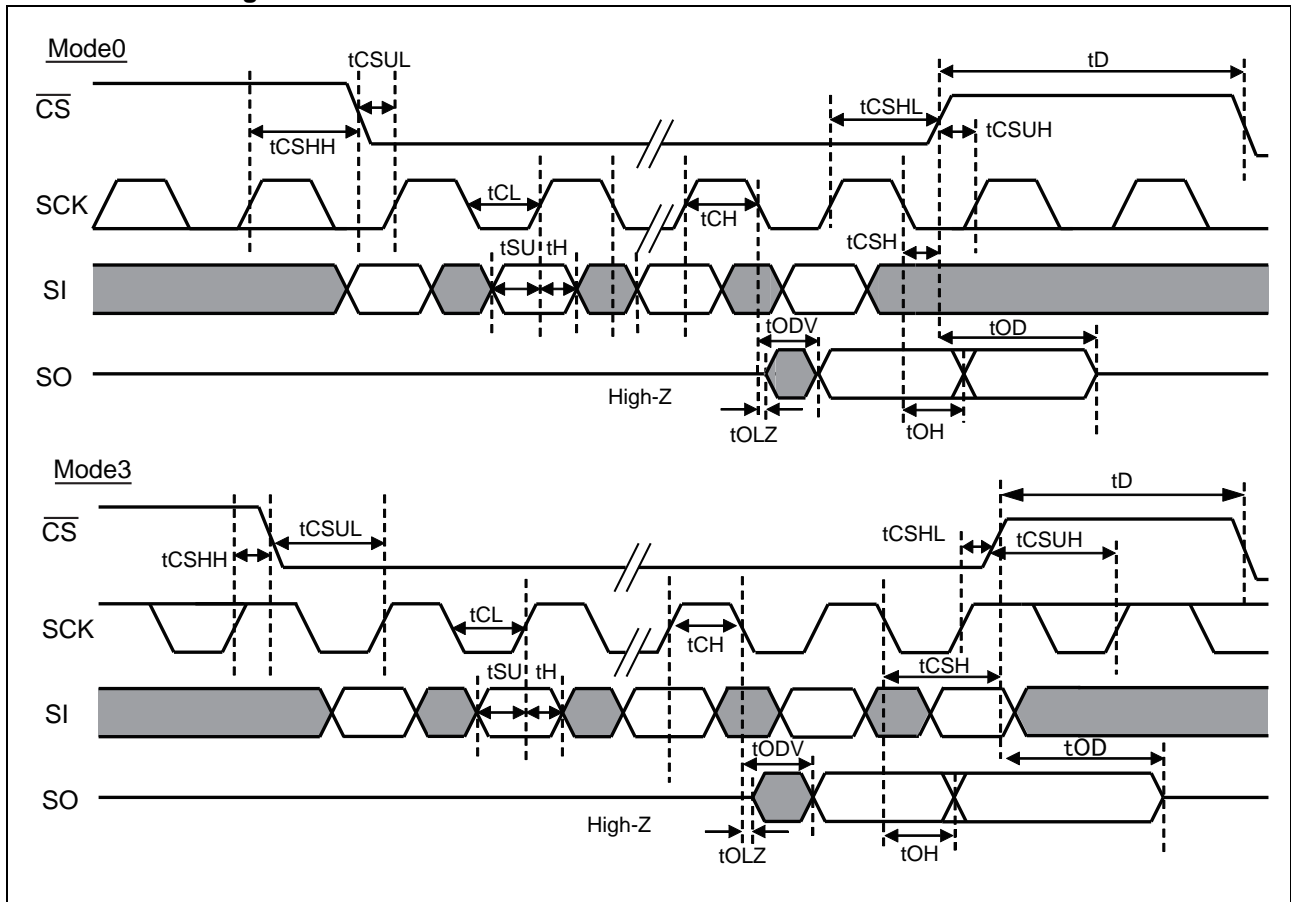 Mode0
tCSUL
tD
CS
tCSHL
tCSUH
tCSHH
SCK
tCL
tCH
tCSH
tSU
tH
SI
tODV
tOD
SO
High-Z
tOLZ
tOH
Mode3
tD
CS
tCSUL
tCSHL
tCSUH
tCSHH
SCK
tCL
tCH
tCSH
tSU
tH
SI
tODV
tOD
SO
High-Z
tOLZ
tOH